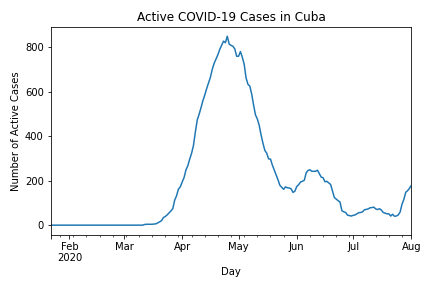 Active COVID-19 Cases in Cuba
Number of Active Cases
800
600
400
200
0
Feb Mar Apr May Jun Jul Aug
2020
Day